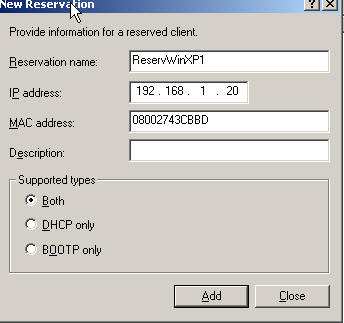 New Reservation
Provide information for a reserved client.
Reservation name: ReservWinXP1
IP address: 192 . 168 . 1 . 20
MAC address: 08002743CBBD
Description:
Supported types
Both
DHCP only
BOOTP only
Add Close